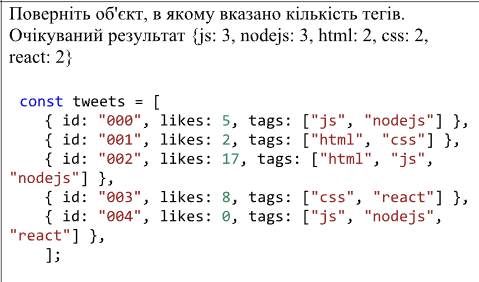 Поверніть об'єкт, в якому вказано кількість тегів.
Очікуваний результат {js: 3, nodejs: 3, html: 2, css: 2,
react: 2}
const tweets = [
{ id: "000", likes: 5, tags: ["js", "nodejs"] },
{ id: "001", likes: 2, tags: ["html", "css"] },
{ id: "002", likes: 17, tags: ["html", "js",
"nodejs"] },
{ id: "003", likes: 8, tags: ["css", "react"] },
{ id: "004", likes: 0, tags: ["js", "nodejs",
"react"] },
];